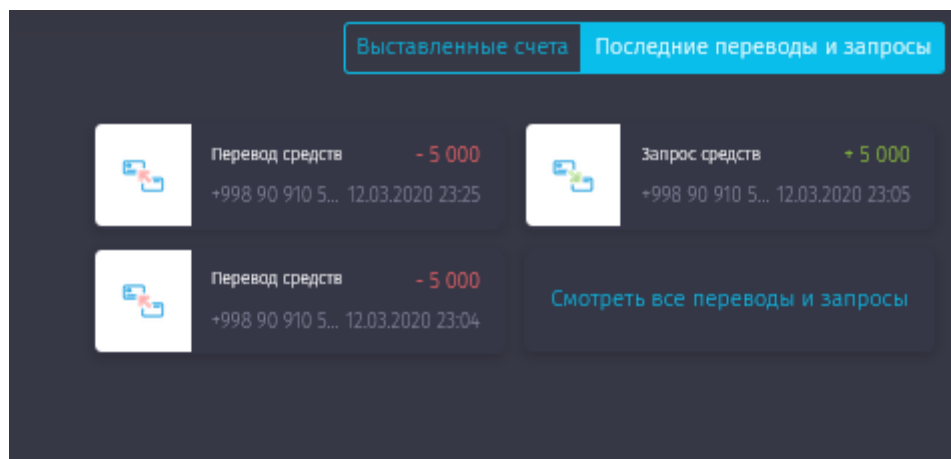 Выставленные счета
Последние переводы и запросы
Перевод средств - 5 000
+998 90 910 5... 12.03.2020 23:25
Запрос средств + 5 000
+998 90 910 5... 12.03.2020 23:05
Перевод средств - 5 000
+998 90 910 5... 12.03.2020 23:04
Смотреть все переводы и запросы